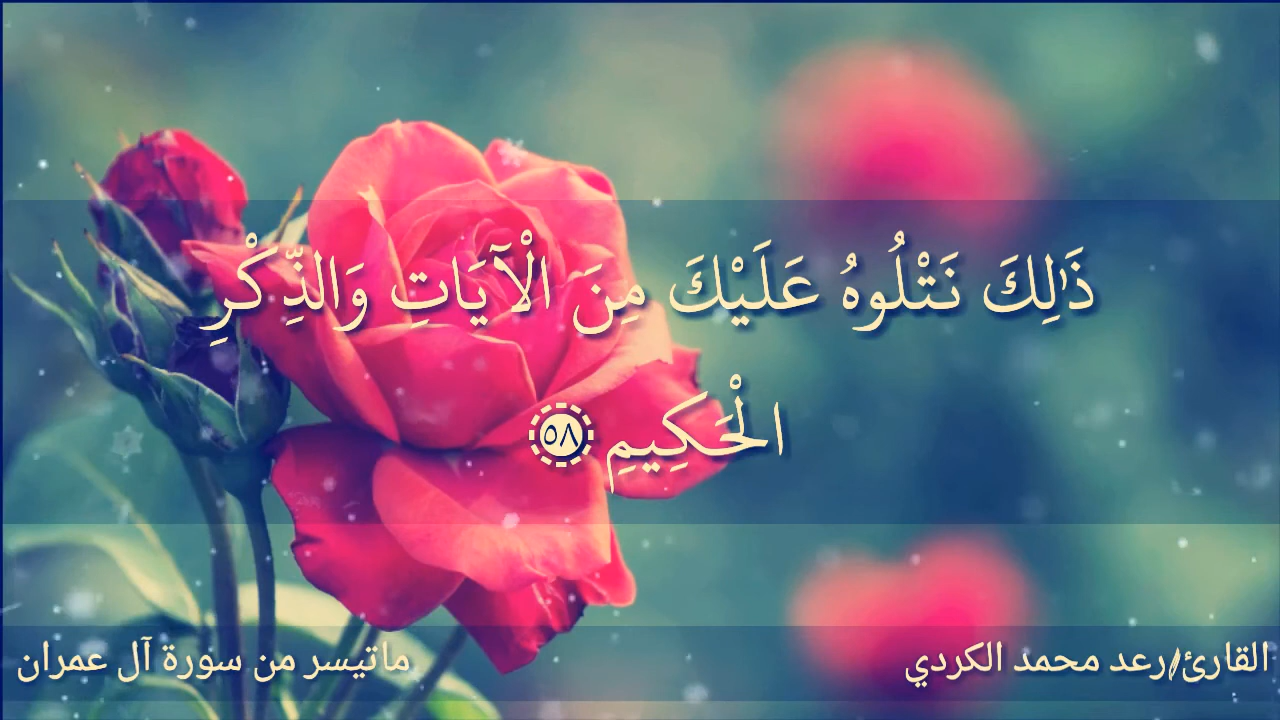 ذَٰلِكَ نَتْلُوهُ عَلَيْكَ مِنَ الْآيَاتِ وَالذِّكْرِ
الْحَكِيمِ ٥٨
القارئ/رعد محمد الكردي
ماتيسر من سورة آل عمران